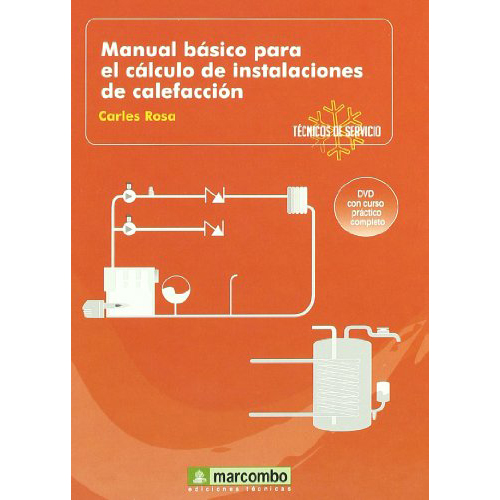 Manual básico para
el cálculo de instalaciones
de calefacción
Carles Rosa
TÉCNICOS DE SERVICIO
DVD
con curso
práctico
completo
marcombo
ediciones técnicas